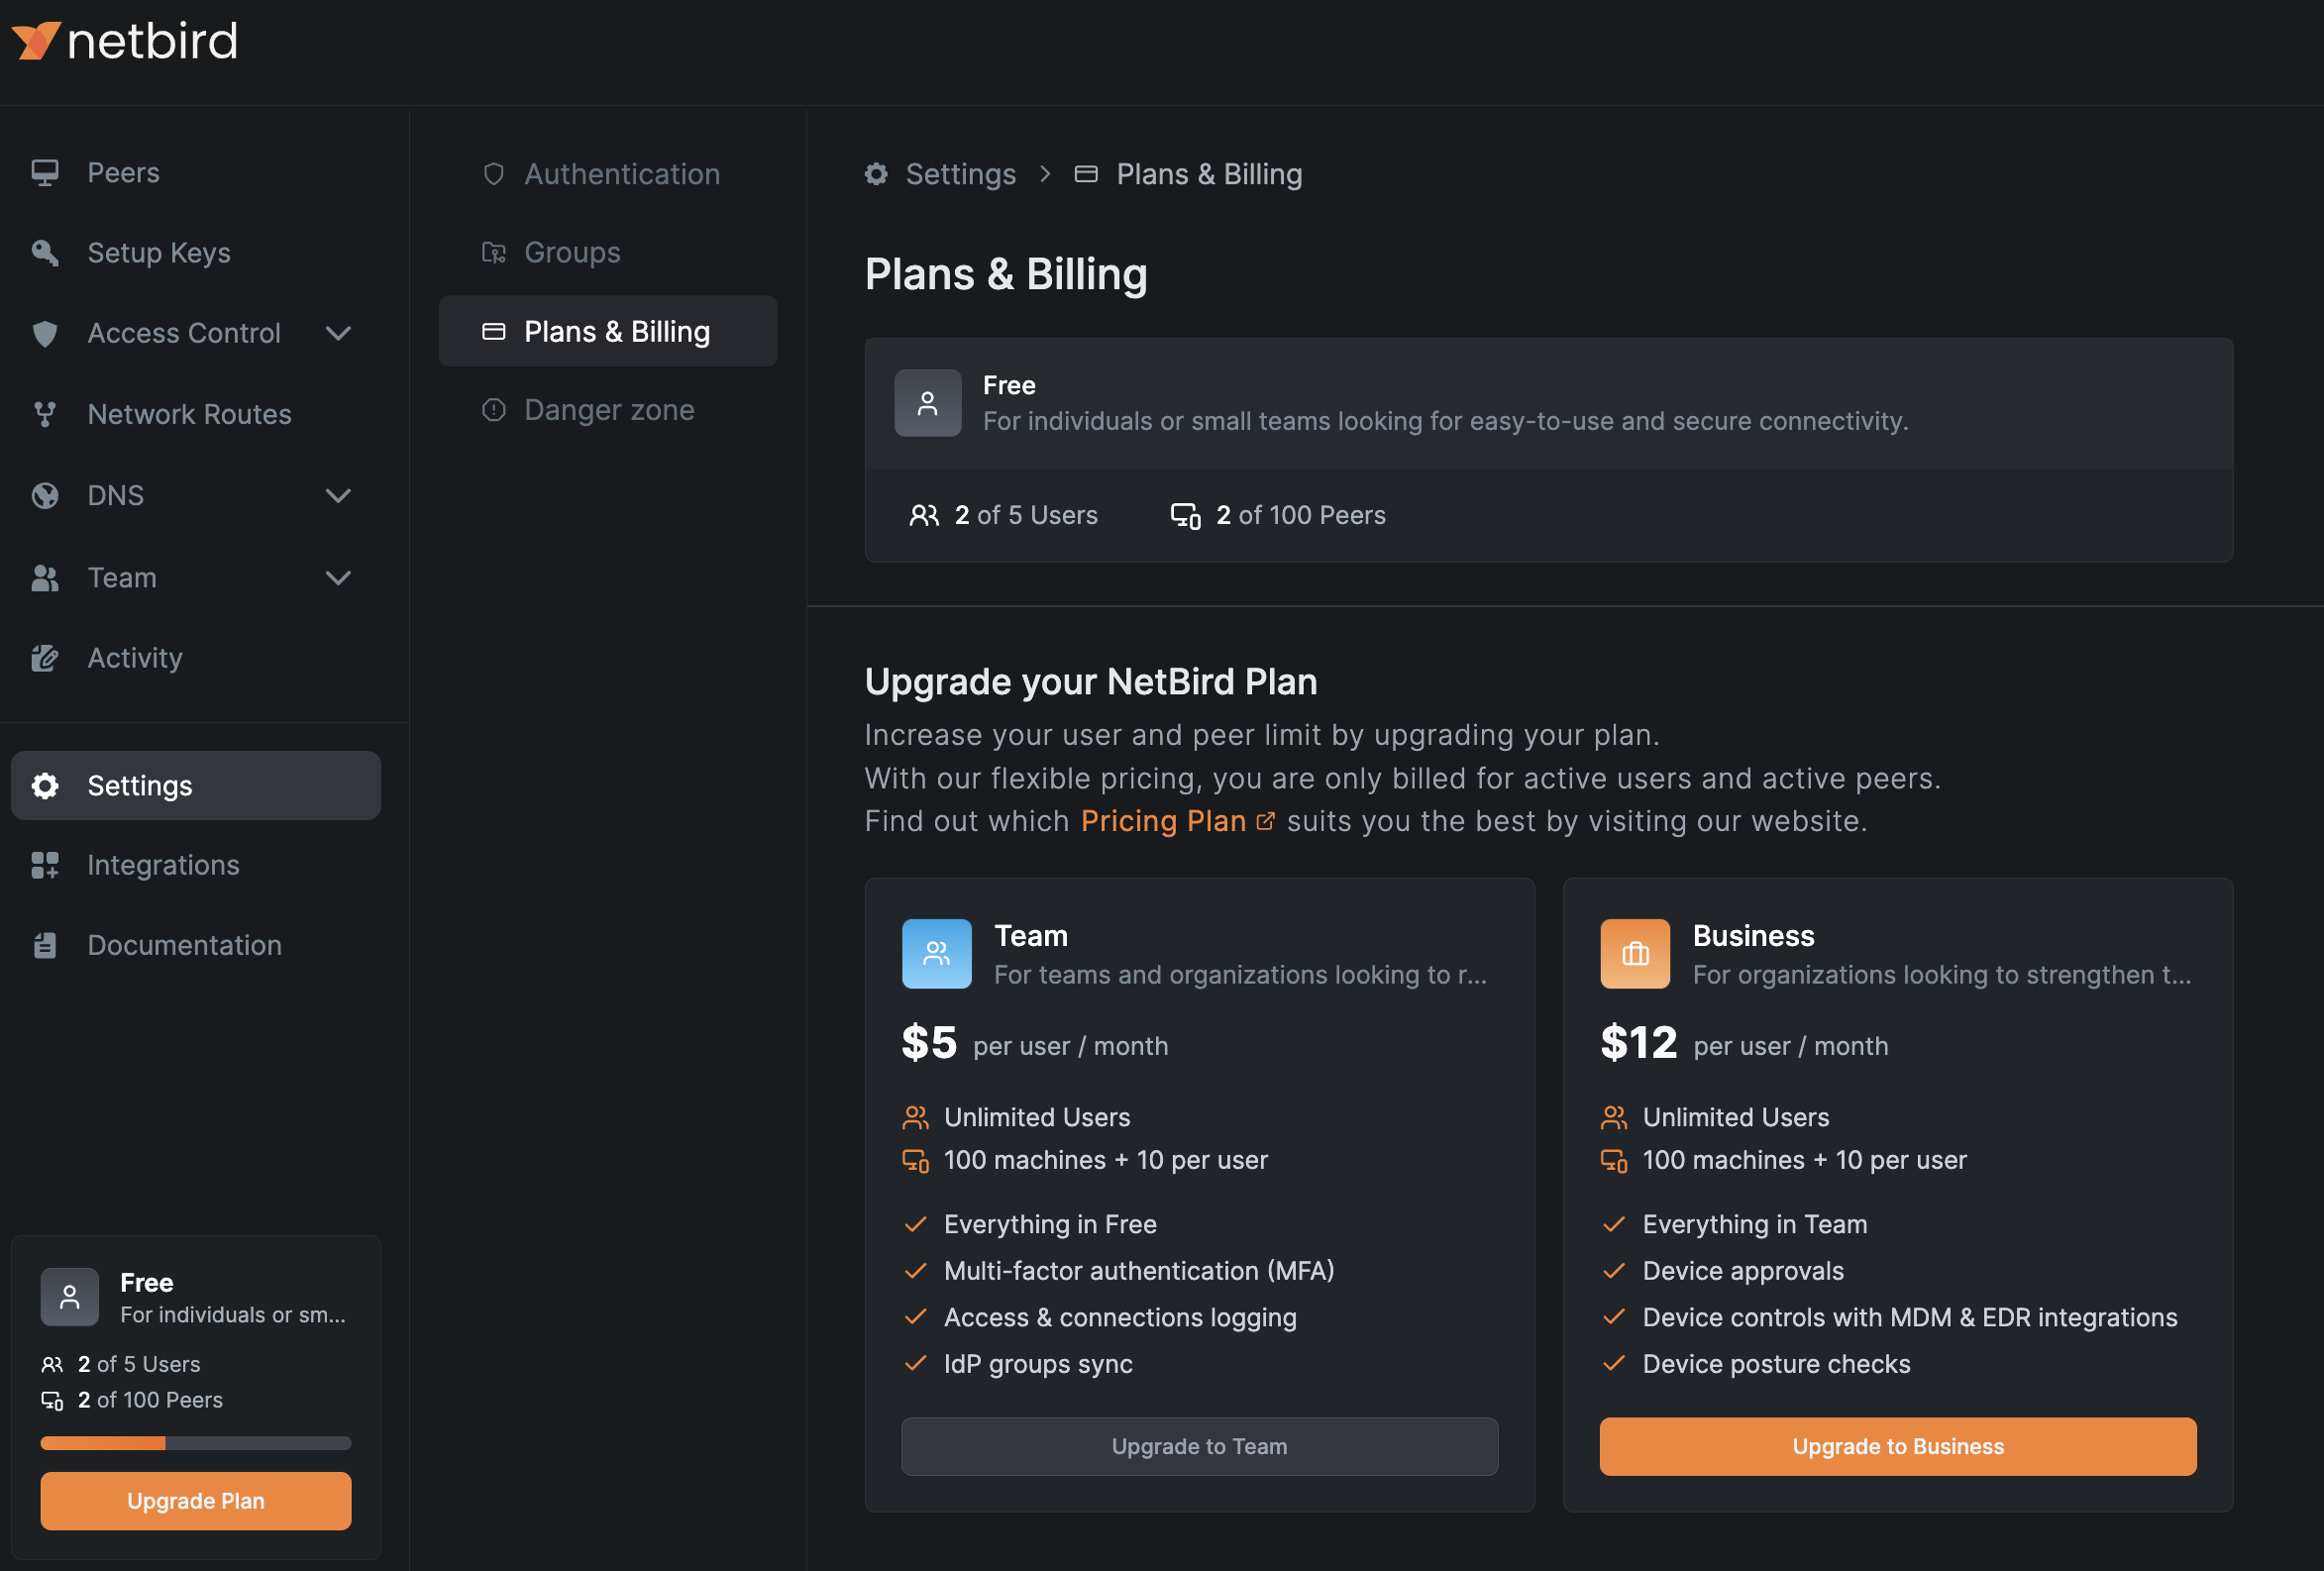 netbird
Peers
Setup Keys
Access Control
Network Routes
DNS
Team
Activity
Settings
Integrations
Documentation
Free
For individuals or sm...
2 of 5 Users
2 of 100 Peers
Upgrade Plan
Authentication
Groups
Plans & Billing
Danger zone
Settings > Plans & Billing
Plans & Billing
Free
For individuals or small teams looking for easy-to-use and secure connectivity.
2 of 5 Users 2 of 100 Peers
Upgrade your NetBird Plan
Increase your user and peer limit by upgrading your plan.
With our flexible pricing, you are only billed for active users and active peers.
Find out which Pricing Plan suits you the best by visiting our website.
Team
For teams and organizations looking to r...
$5 per user / month
Unlimited Users
100 machines + 10 per user
Everything in Free
Multi-factor authentication (MFA)
Access & connections logging
IdP groups sync
Upgrade to Team
Business
For organizations looking to strengthen t...
$12 per user / month
Unlimited Users
100 machines + 10 per user
Everything in Team
Device approvals
Device controls with MDM & EDR integrations
Device posture checks
Upgrade to Business